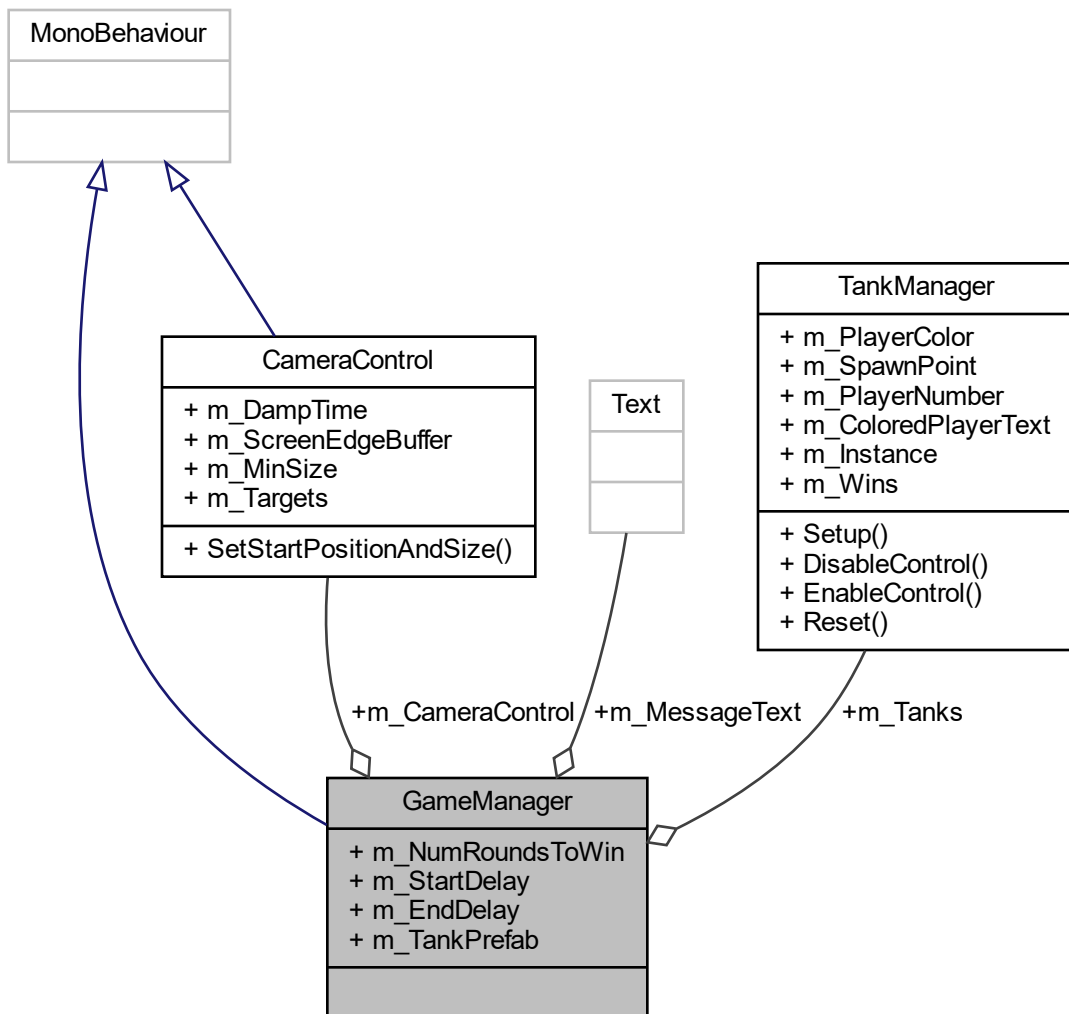 MonoBehaviour
CameraControl
+ m_DampTime
+ m_ScreenEdgeBuffer
+ m_MinSize
+ m_Targets
+ SetStartPositionAndSize()
Text
TankManager
+ m_PlayerColor
+ m_SpawnPoint
+ m_PlayerNumber
+ m_ColoredPlayerText
+ m_Instance
+ m_Wins
+ Setup()
+ DisableControl()
+ EnableControl()
+ Reset()
+m_CameraControl
+m_MessageText
+m_Tanks
GameManager
+ m_NumRoundsToWin
+ m_StartDelay
+ m_EndDelay
+ m_TankPrefab